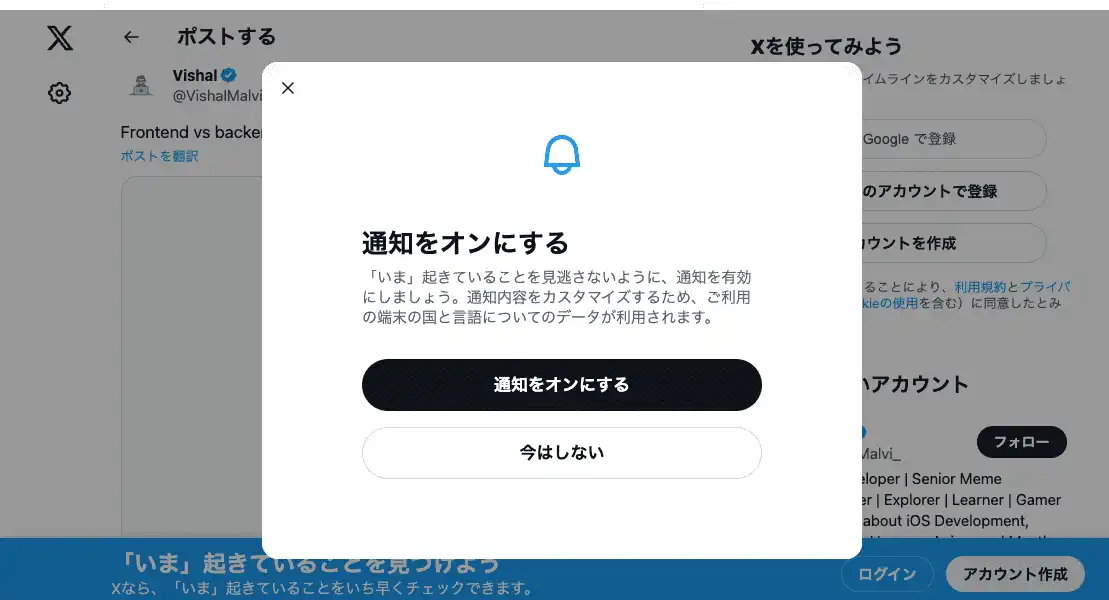 ポストする
Vishal
@VishalMalvi
Frontend vs
ポストを翻訳
Xを使ってみよう
イムラインをカスタマイズしましょ
Google で登録
のアカウントで登録
カウントを作成
ることにより、利用規約とプライバ
kieの使用を含む）に同意したとみ
アカウント
Malvi_
フォロー
eloper | Senior Meme
er | Explorer | Learner | Gamer
about iOS Development,
通知をオンにする
「いま」起きていることを見逃さないように、通知を有効
にしましょう。通知内容をカスタマイズするため、ご利用
の端末の国と言語についてのデータが利用されます。
通知をオンにする
今はしない
「いま」起きていることを見つけよう
Xなら、「いま」起きていることをいち早くチェックできます。
ログイン
アカウント作成